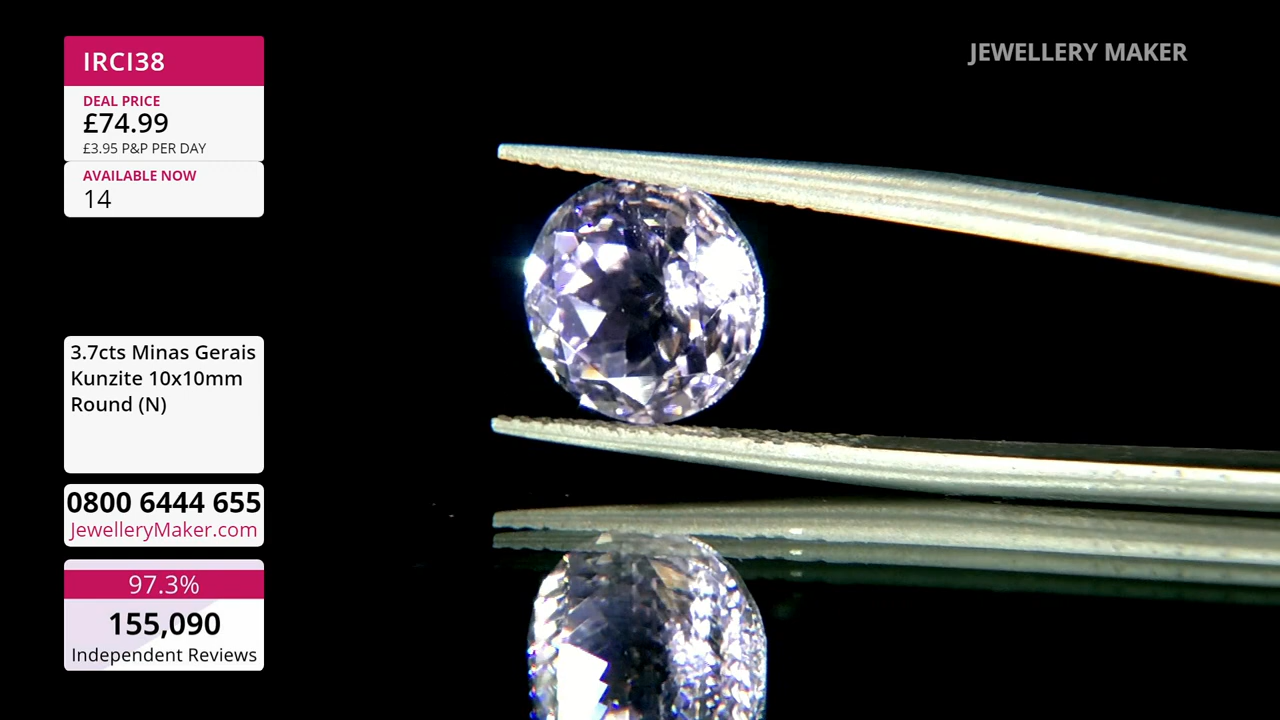 IRCI38
DEAL PRICE
£74.99
£3.95 P&P PER DAY
AVAILABLE NOW
14
3.7cts Minas Gerais
Kunzite 10x10mm
Round (N)
0800 6444 655
JewelleryMaker.com
97.3%
155,090
Independent Reviews
JEWELLERY MAKER